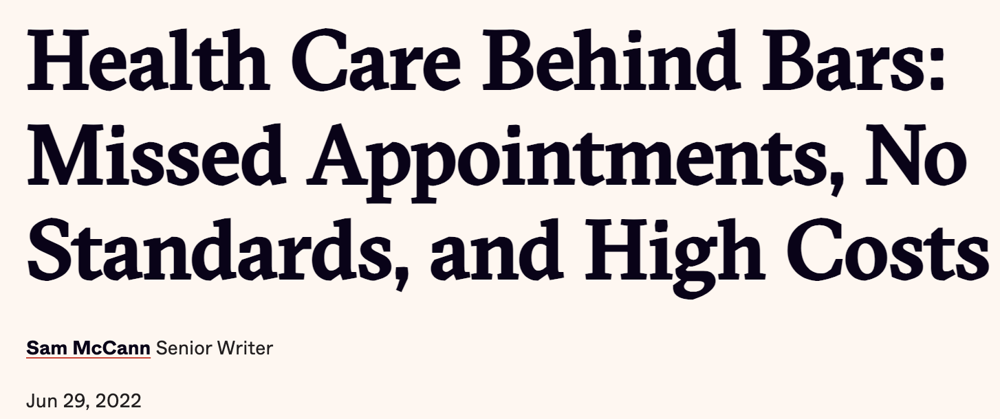 Health Care Behind Bars:
Missed Appointments, No
Standards, and High Costs
Sam McCann Senior Writer
Jun 29, 2022